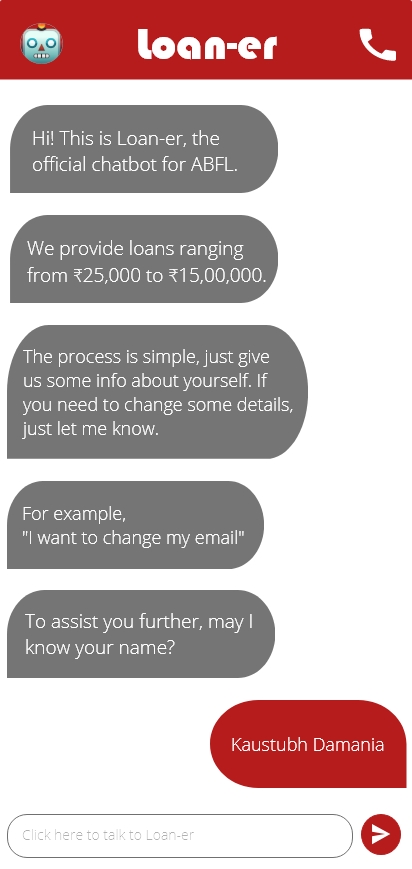 Loan-er
Hi! This is Loan-er, the
official chatbot for ABFL.
We provide loans ranging
from ₹25,000 to ₹15,00,000.
The process is simple, just give
us some info about yourself. If
you need to change some details,
just let me know.
For example,
"I want to change my email"
To assist you further, may I
know your name?
Kaustubh Damania
Click here to talk to Loan-er